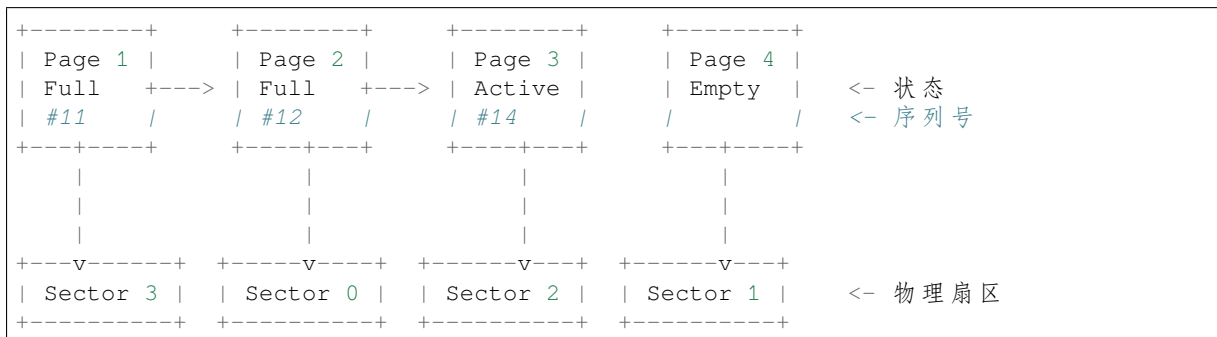 +--------+     +--------+     +--------+     +--------+
| Page 1 |     | Page 2 |     | Page 3 |     | Page 4 |
| Full   +---> | Full   +---> | Active |     | Empty  |   <- 状态
| #11    |     | #12    |     | #14    |     |        |   <- 序列号
+---+----+     +----+---+     +----+---+     +---+----+
    |               |              |             |
    |               |              |             |
    |               |              |             |
+---v------+  +-----v----+  +------v---+  +------v---+
| Sector 3 |  | Sector 0 |  | Sector 2 |  | Sector 1 |   <- 物理扇区
+----------+  +----------+  +----------+  +----------+